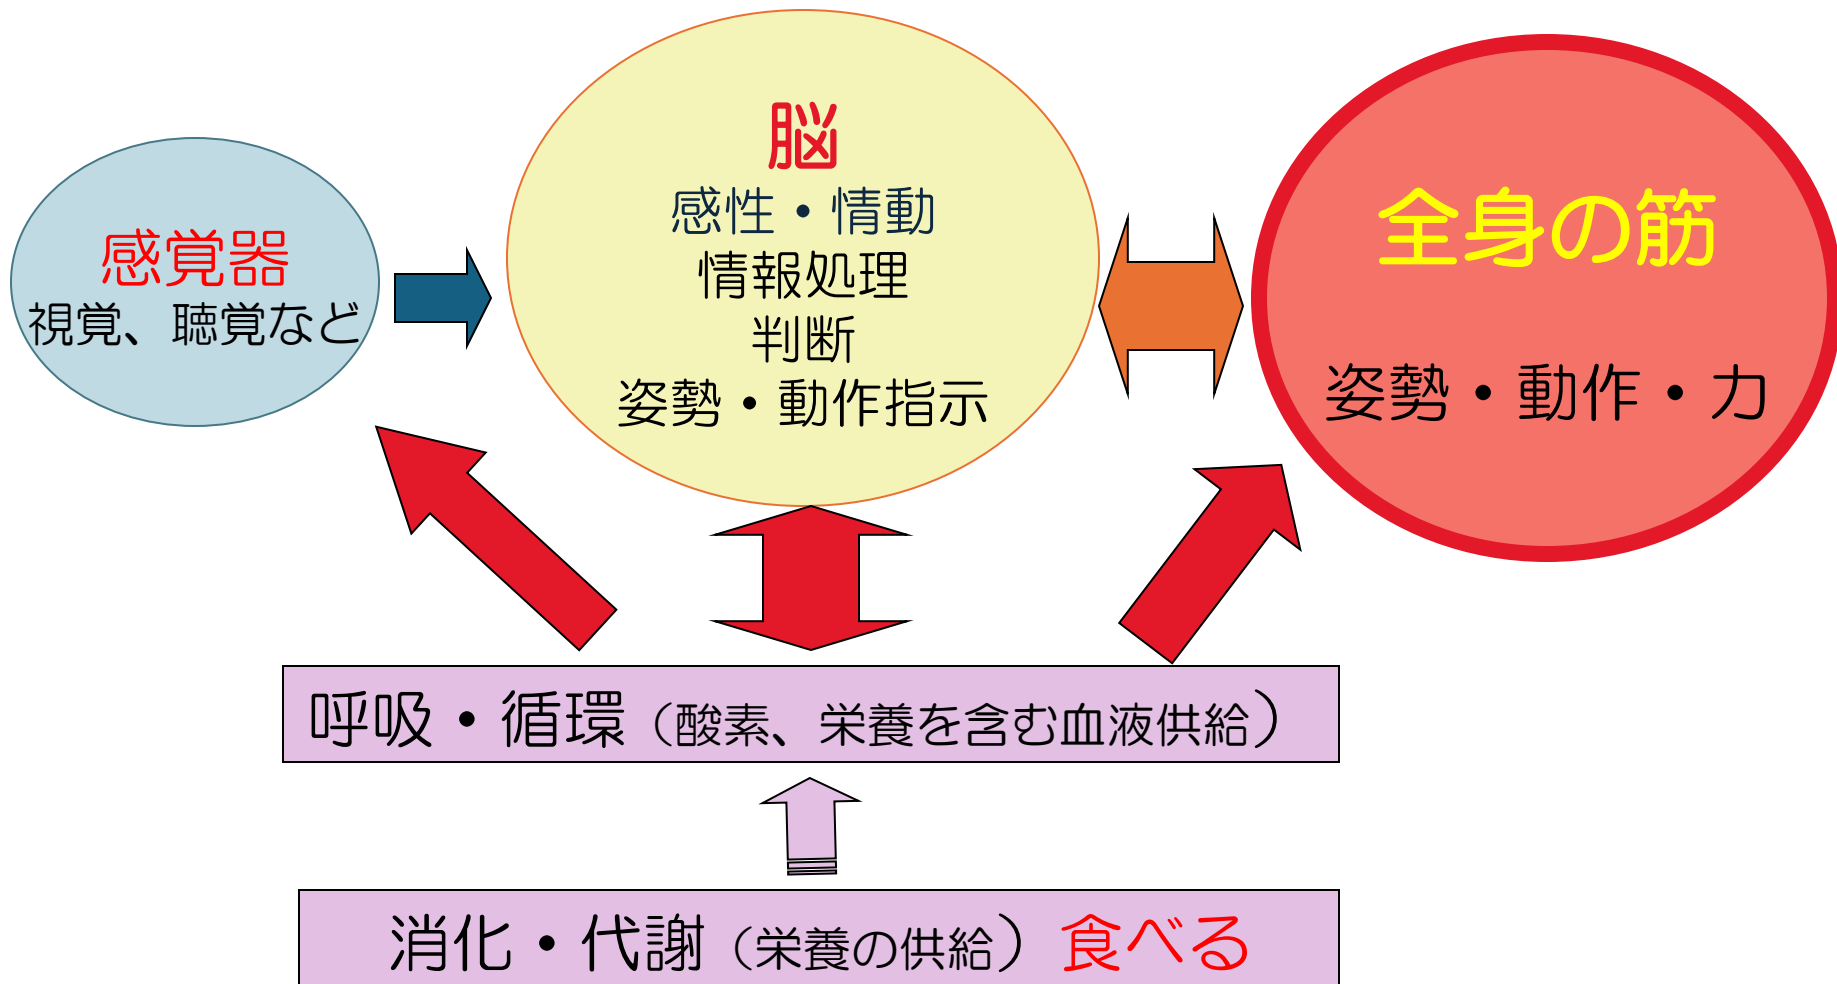 感覚器
視覚、聴覚など
脳
感性・情動
情報処理
判断
姿勢・動作指示
全身の筋
姿勢・動作・力
呼吸・循環（酸素、栄養を含む血液供給）
消化・代謝（栄養の供給）食べる